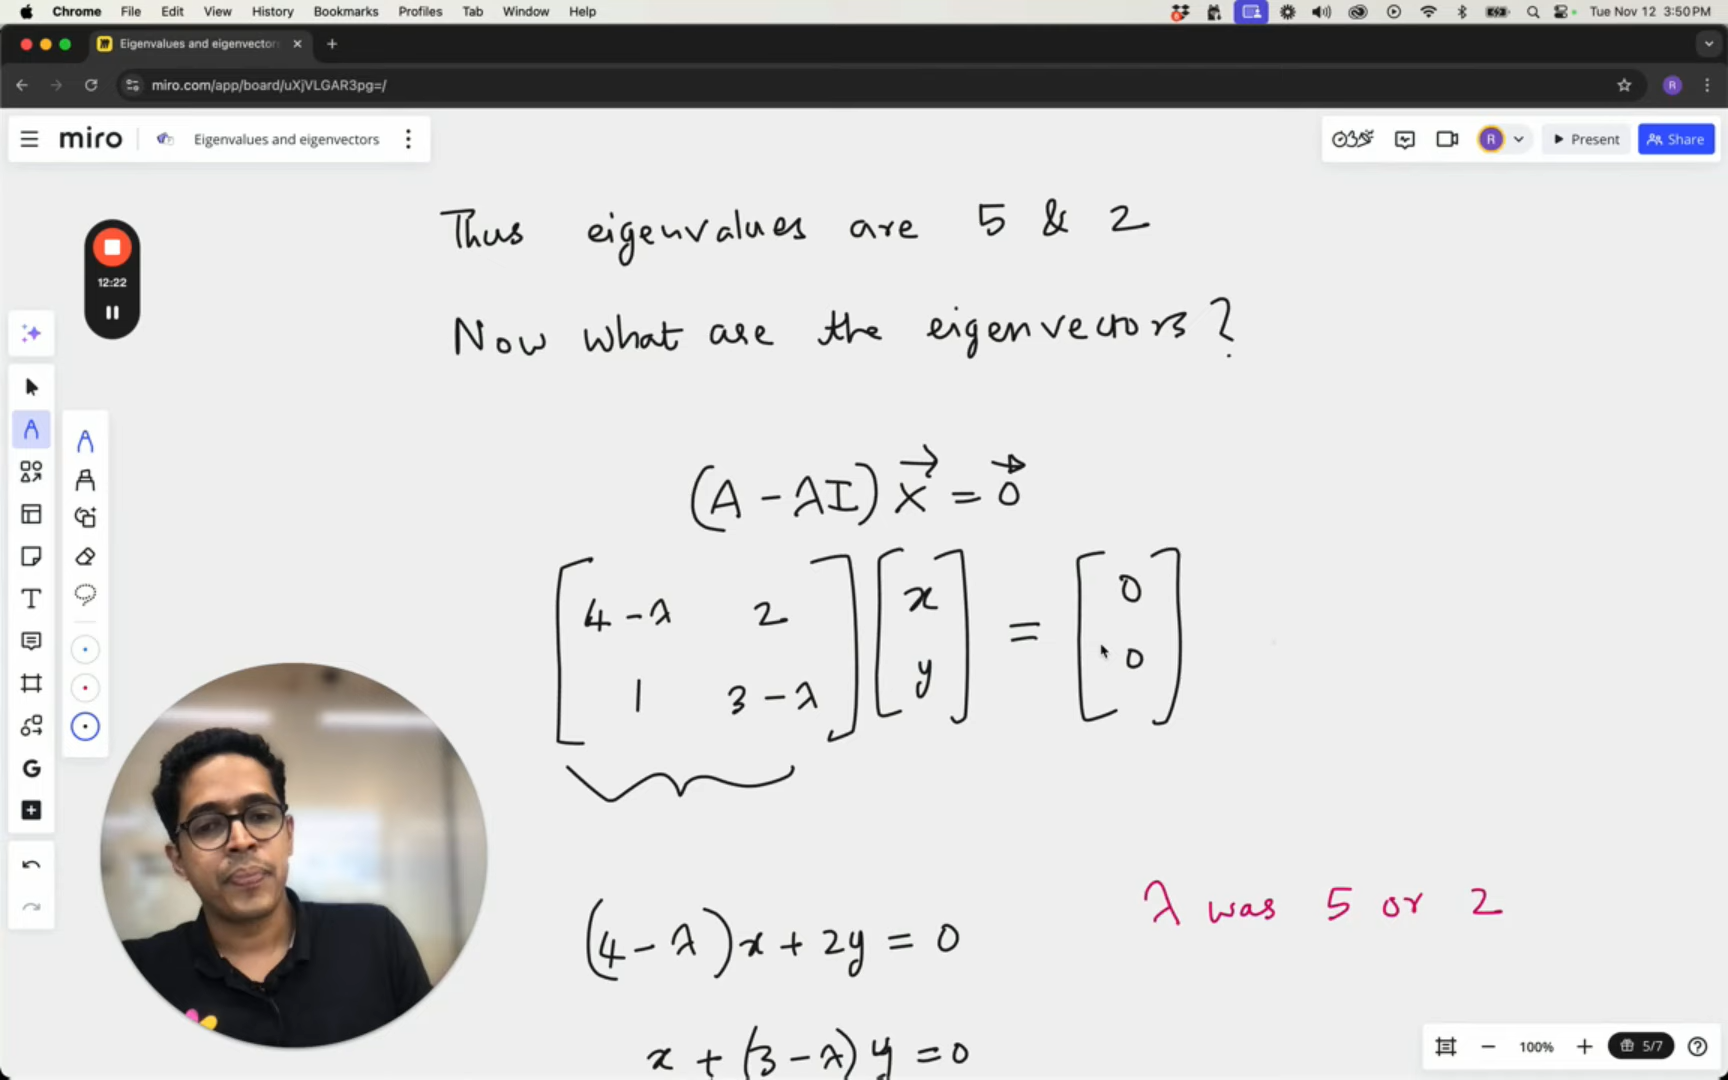 Chrome File Edit View History Bookmarks Profiles Tab Window Help Tue Nov 12 3:50 PM
Eigenvalues and eigenvector
miro.com/app/board/uXjVLGAR3pg=/
R
miro Eigenvalues and eigenvectors
R Present Share
Thus eigenvalues are 5 & 2
12:22
Now what are the eigenvectors?
(A - λI) x⃗ = 0⃗
[4 - λ 2] [x] = [0]
[1 3 - λ] [y] [0]
λ was 5 or 2
(4 - λ)x + 2y = 0
x + (3 - λ)y = 0
100% 5/7